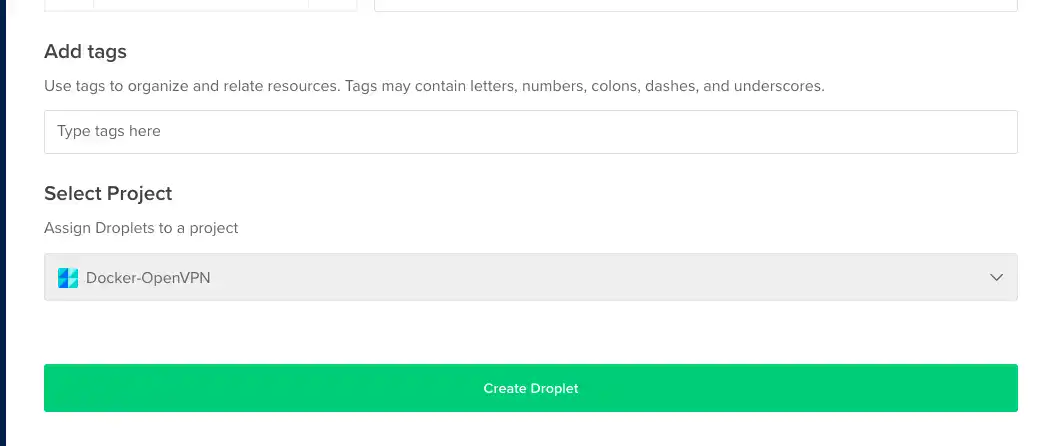 Add tags
Use tags to organize and relate resources. Tags may contain letters, numbers, colons, dashes, and underscores.
Type tags here
Select Project
Assign Droplets to a project
Docker-OpenVPN
Create Droplet